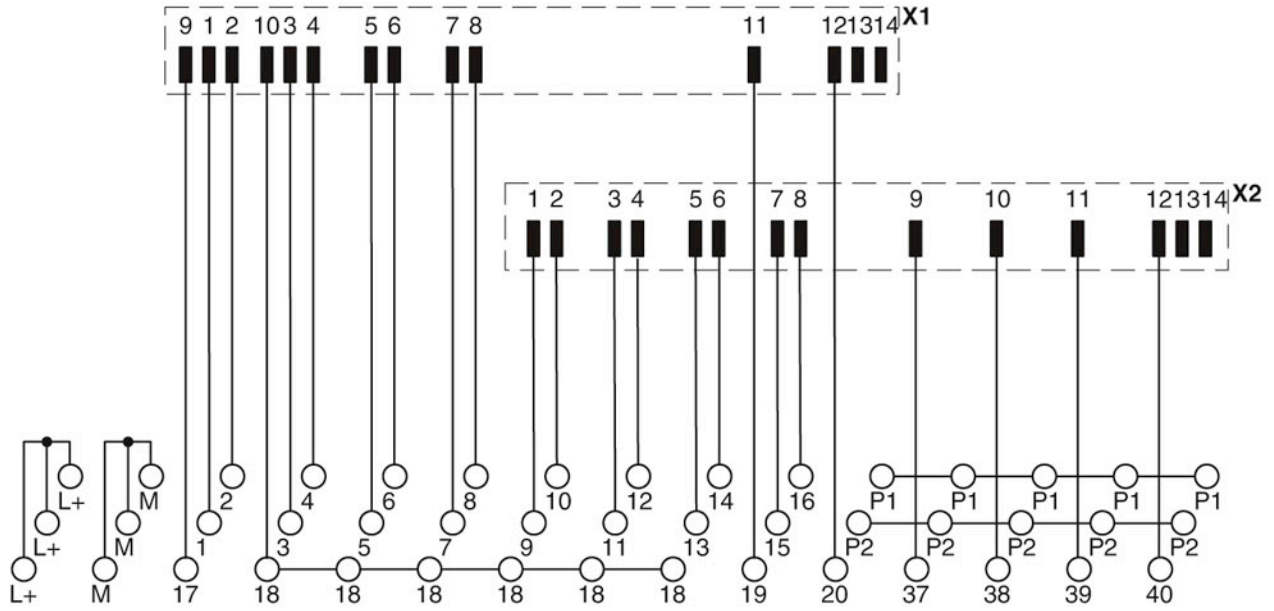 9 1 2 10 3 4 5 6 7 8 11 12 13 14 X1
1 2 3 4 5 6 7 8 9 10 11 12 13 14 X2
L+ M 2 4 6 8 10 12 14 16 P1 P1 P1 P1 P1
L+ M 1 3 5 7 9 11 13 15 P2 P2 P2 P2 P2
L+ M 17 18 18 18 18 18 18 19 20 37 38 39 40